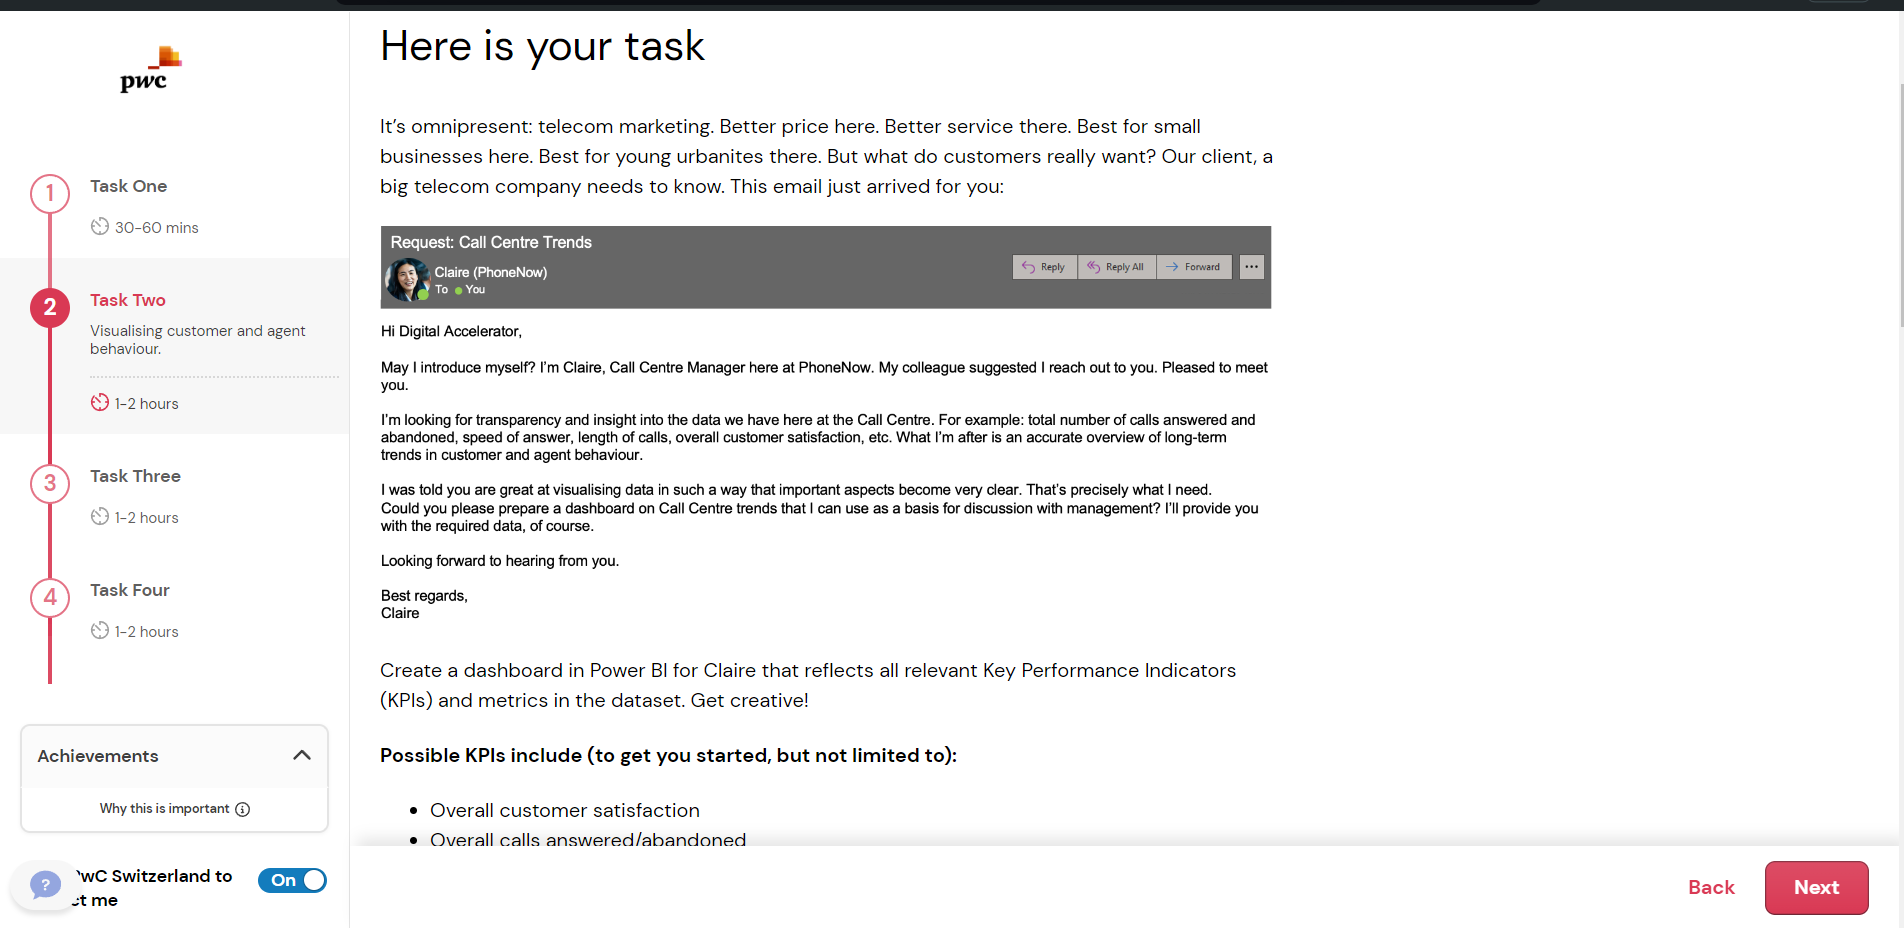 pwc
1
Task One
30-60 mins
2
Task Two
Visualising customer and agent
behaviour.
1-2 hours
3
Task Three
1-2 hours
4
Task Four
1-2 hours
Achievements
Why this is important
PwC Switzerland to
ct me
On
?
Here is your task
It’s omnipresent: telecom marketing. Better price here. Better service there. Best for small
businesses here. Best for young urbanites there. But what do customers really want? Our client, a
big telecom company needs to know. This email just arrived for you:
Request: Call Centre Trends
Claire (PhoneNow)
To You
Reply
Reply All
Forward
Hi Digital Accelerator,
May I introduce myself? I’m Claire, Call Centre Manager here at PhoneNow. My colleague suggested I reach out to you. Pleased to meet
you.
I’m looking for transparency and insight into the data we have here at the Call Centre. For example: total number of calls answered and
abandoned, speed of answer, length of calls, overall customer satisfaction, etc. What I’m after is an accurate overview of long-term
trends in customer and agent behaviour.
I was told you are great at visualising data in such a way that important aspects become very clear. That’s precisely what I need.
Could you please prepare a dashboard on Call Centre trends that I can use as a basis for discussion with management? I’ll provide you
with the required data, of course.
Looking forward to hearing from you.
Best regards,
Claire
Create a dashboard in Power BI for Claire that reflects all relevant Key Performance Indicators
(KPIs) and metrics in the dataset. Get creative!
Possible KPIs include (to get you started, but not limited to):
• Overall customer satisfaction
• Overall calls answered/abandoned
Back
Next